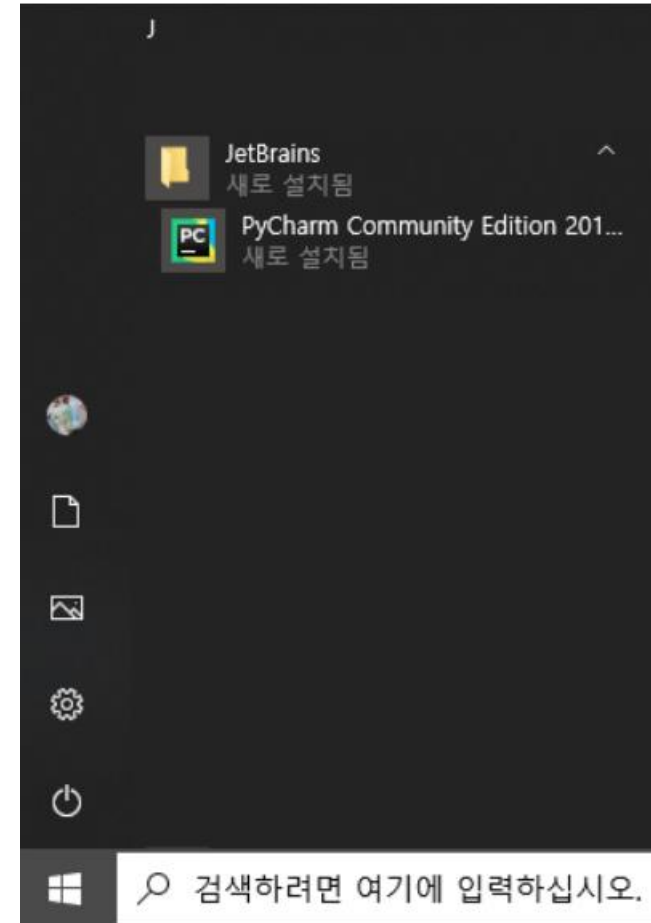 J
JetBrains
새로 설치됨
PC
PyCharm Community Edition 201...
새로 설치됨
검색하려면 여기에 입력하십시오.